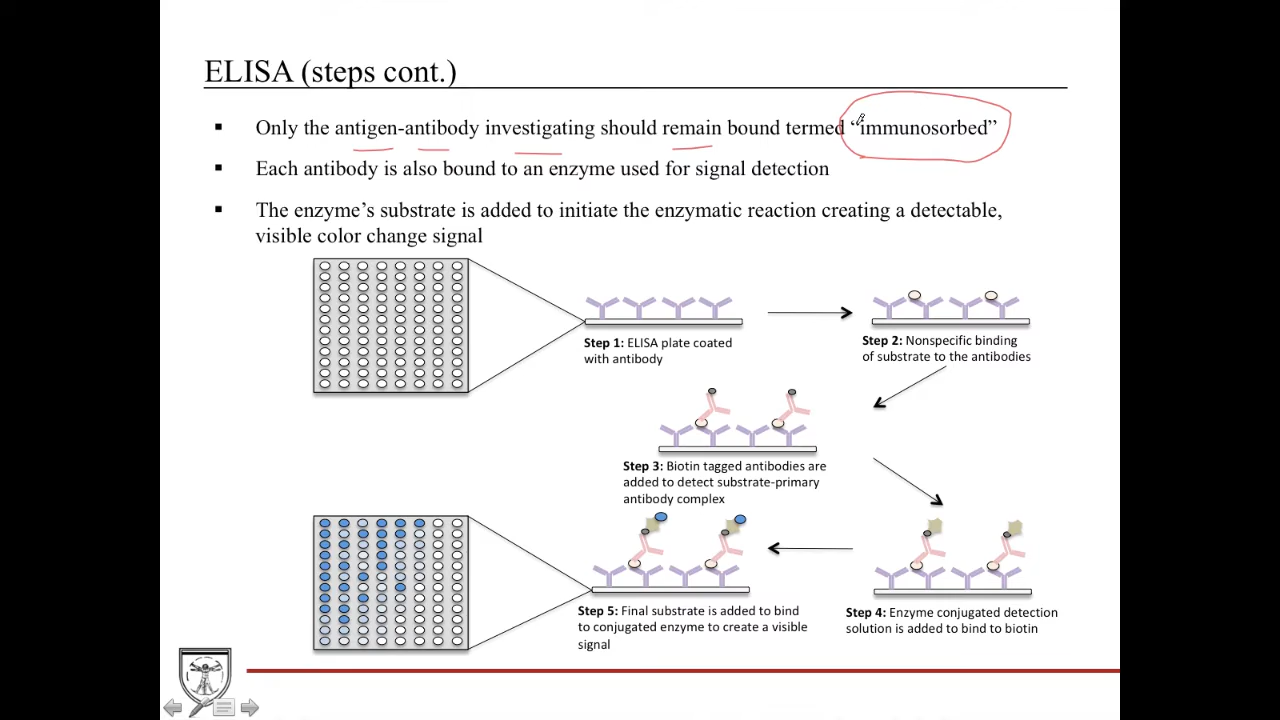 ELISA (steps cont.)
Only the antigen-antibody investigating should remain bound termed “immunosorbed”
Each antibody is also bound to an enzyme used for signal detection
The enzyme’s substrate is added to initiate the enzymatic reaction creating a detectable,
visible color change signal
Step 1: ELISA plate coated
with antibody
Step 2: Nonspecific binding
of substrate to the antibodies
Step 3: Biotin tagged antibodies are
added to detect substrate-primary
antibody complex
Step 4: Enzyme conjugated detection
solution is added to bind to biotin
Step 5: Final substrate is added to bind
to conjugated enzyme to create a visible
signal